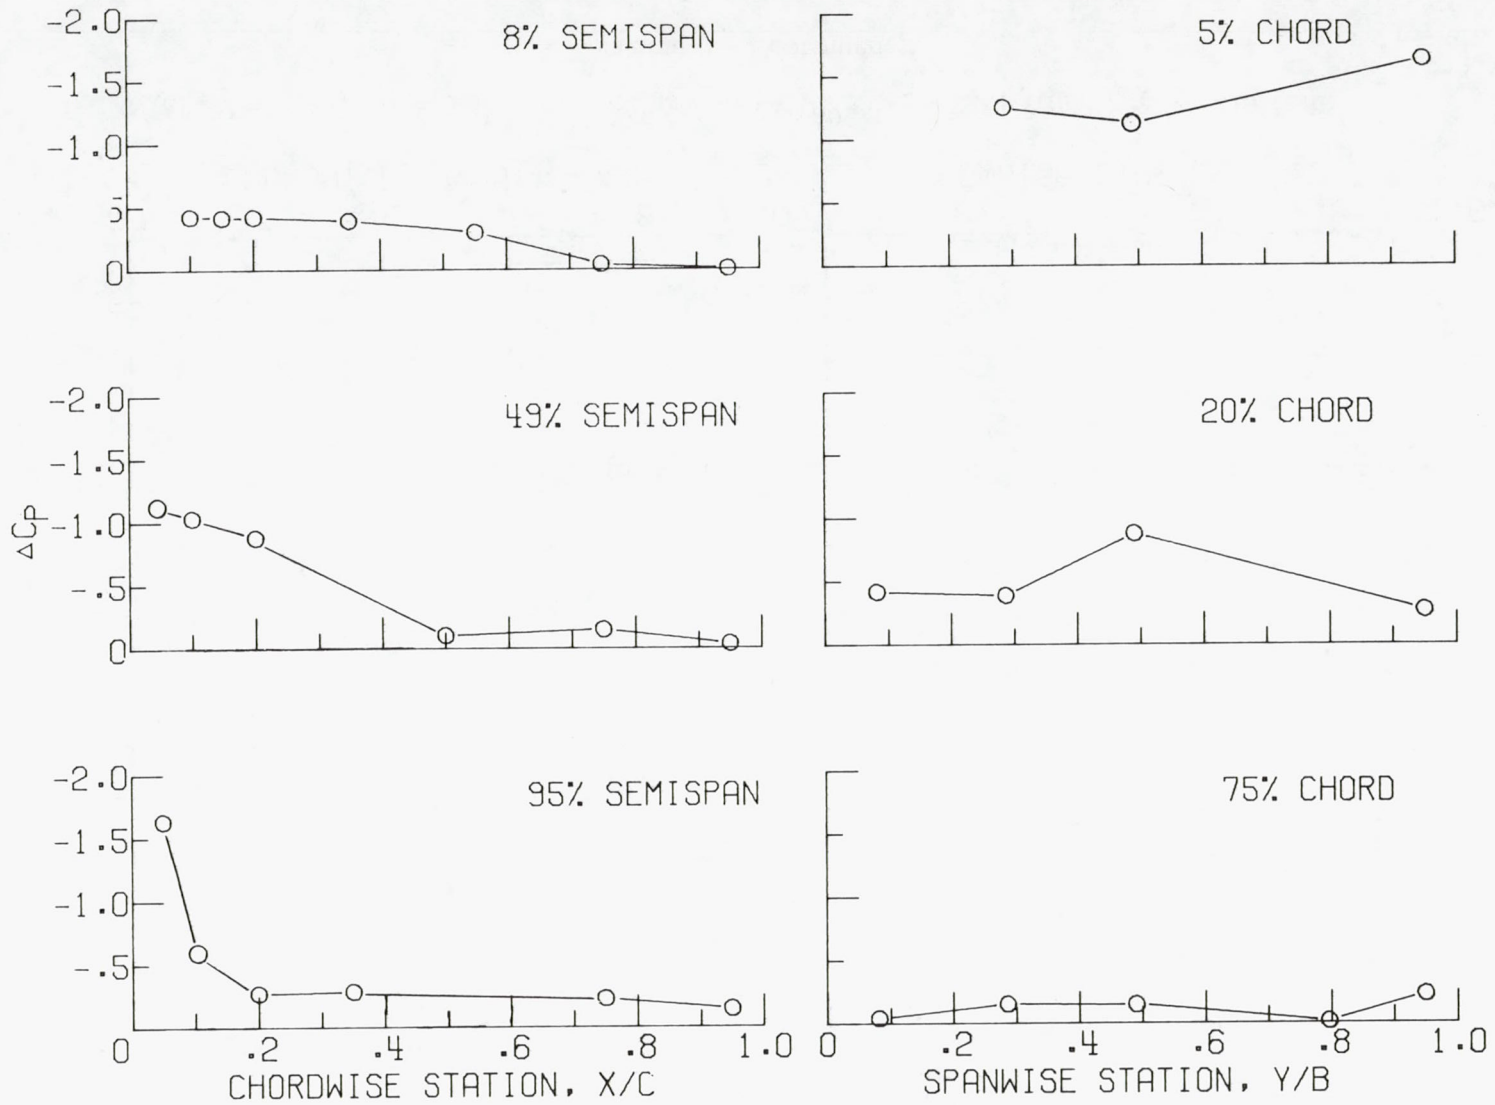 -2.0
-1.5
-1.0
5
0
8% SEMISPAN
5% CHORD
-2.0
-1.5
-1.0
-.5
0
ΔCP
49% SEMISPAN
20% CHORD
-2.0
-1.5
-1.0
-.5
95% SEMISPAN
75% CHORD
0 .2 .4 .6 .8 1.0
CHORDWISE STATION, X/C
0 .2 .4 .6 .8 1.0
SPANWISE STATION, Y/B